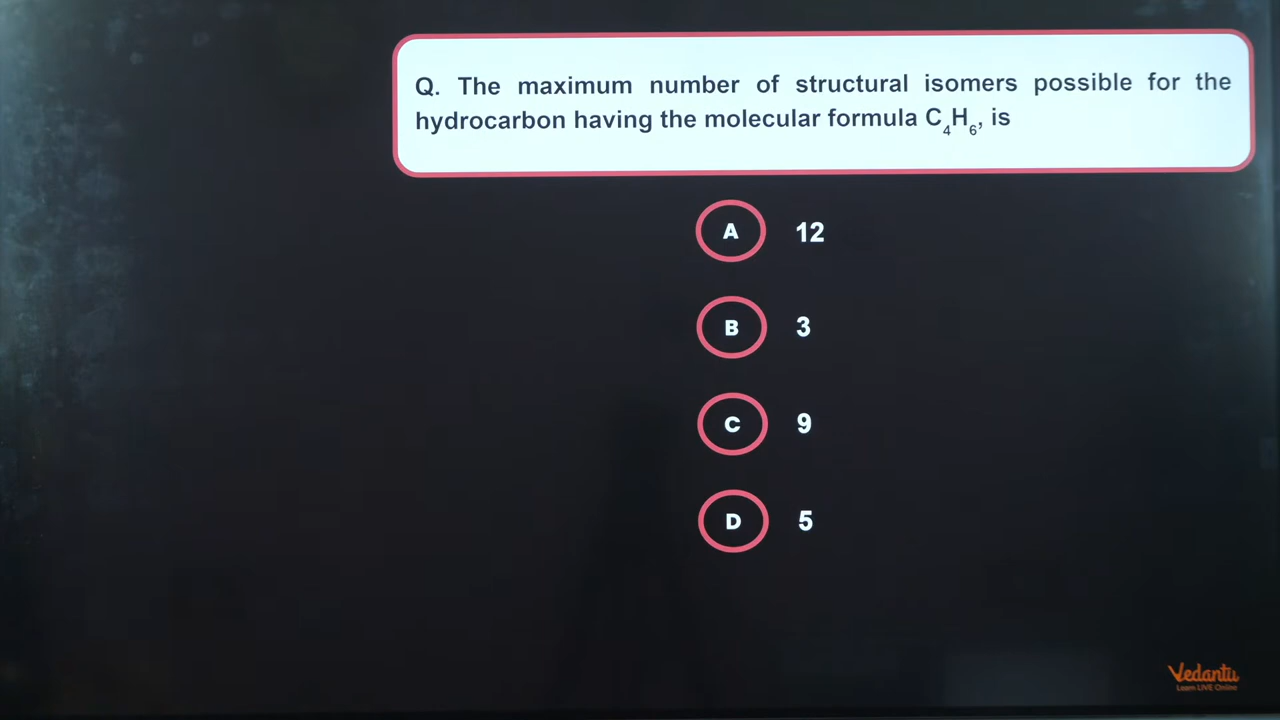 Q. The maximum number of structural isomers possible for the
hydrocarbon having the molecular formula C₄H₆, is
A 12
B 3
C 9
D 5
Vedantu
Learn LIVE Online